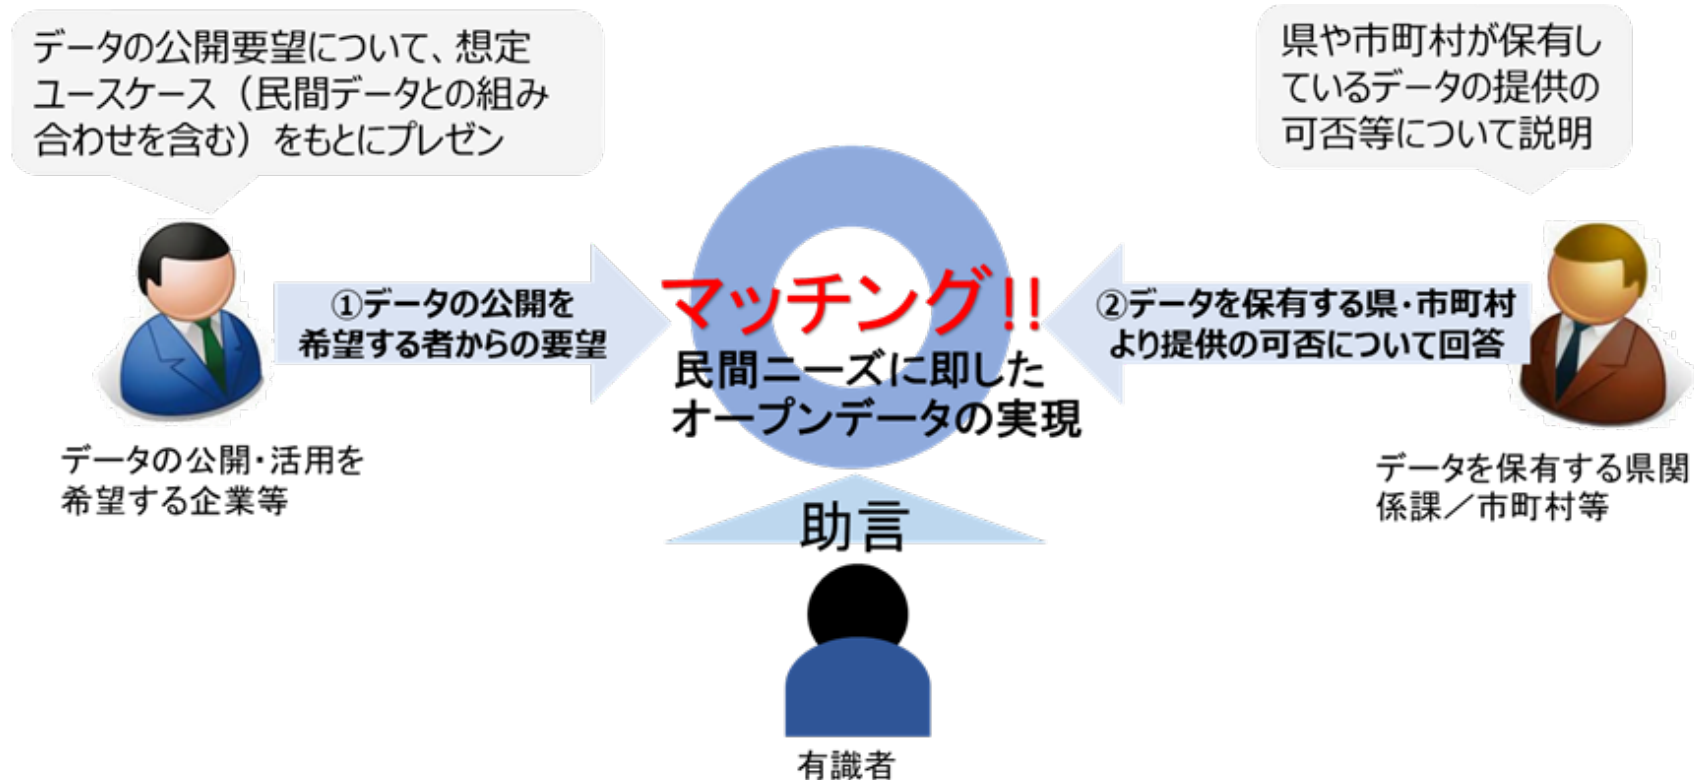 データの公開要望について、想定
ユースケース（民間データとの組み
合わせを含む）をもとにプレゼン
県や市町村が保有し
ているデータの提供の
可否等について説明
①データの公開を
希望する者からの要望
マッチング!!
民間ニーズに即した
オープンデータの実現
②データを保有する県・市町村
より提供の可否について回答
データの公開・活用を
希望する企業等
データを保有する県関
係課／市町村等
助言
有識者